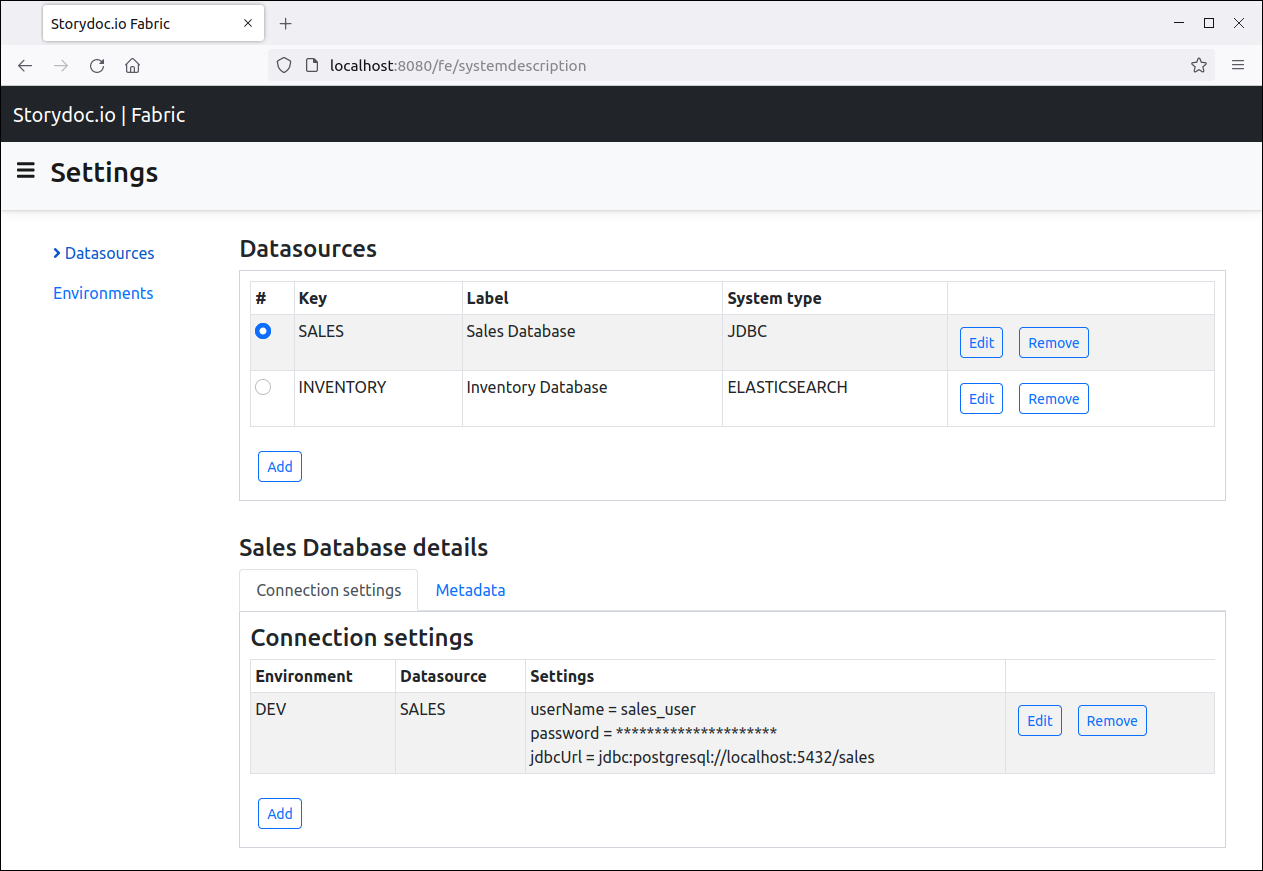 Storydoc.io Fabric
localhost:8080/fe/systemdescription
Storydoc.io | Fabric
Settings
Datasources
Environments
Datasources
# Key Label System type
SALES Sales Database JDBC Edit Remove
INVENTORY Inventory Database ELASTICSEARCH Edit Remove
Add
Sales Database details
Connection settings Metadata
Connection settings
Environment Datasource Settings
DEV SALES userName = sales_user Edit Remove
password = *********************
jdbcUrl = jdbc:postgresql://localhost:5432/sales
Add